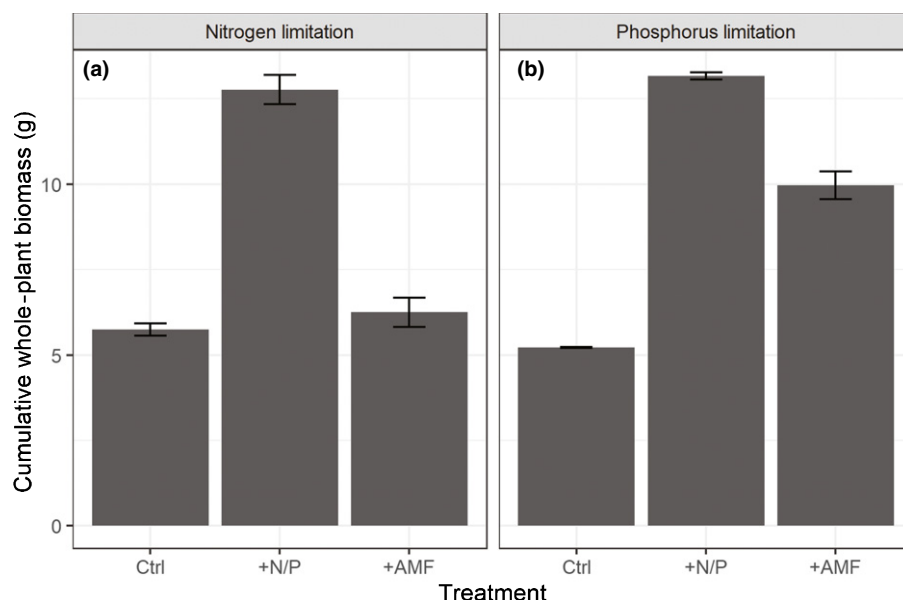 Nitrogen limitation
Phosphorus limitation
(a)
(b)
Cumulative whole-plant biomass (g)
10
5
0
Ctrl
+N/P
+AMF
Ctrl
+N/P
+AMF
Treatment